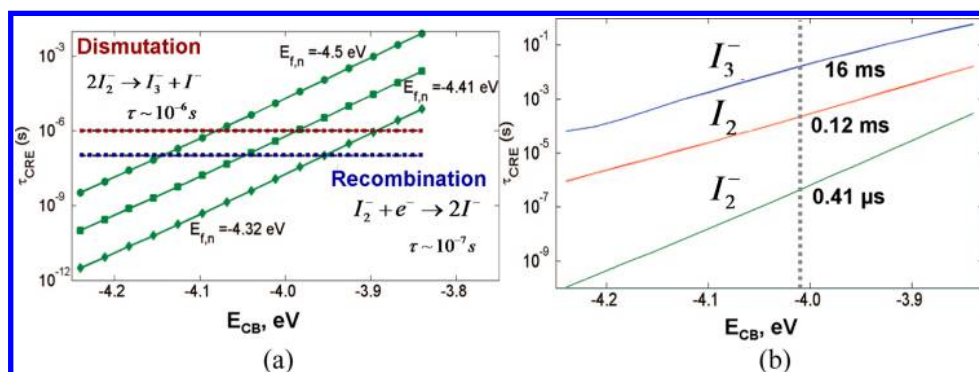 Dismutation
2I₂⁻ → I₃⁻ + I⁻
τ ~ 10⁻⁶ s
E_f,n =-4.5 eV
E_f,n =-4.41 eV
E_f,n =-4.32 eV
Recombination
I₂⁻ + e⁻ → 2I⁻
τ ~ 10⁻⁷ s
τ_CRE (s)
10⁻³
10⁻⁶
10⁻⁹
10⁻¹²
-4.2 -4.1 -4.0 -3.9 -3.8
E_CB, eV
(a)
τ_CRE (s)
10⁻¹
10⁻³
10⁻⁵
10⁻⁷
10⁻⁹
I₃⁻
16 ms
I₂
0.12 ms
I₂⁻
0.41 µs
-4.2 -4.1 -4.0 -3.9
E_CB, eV
(b)